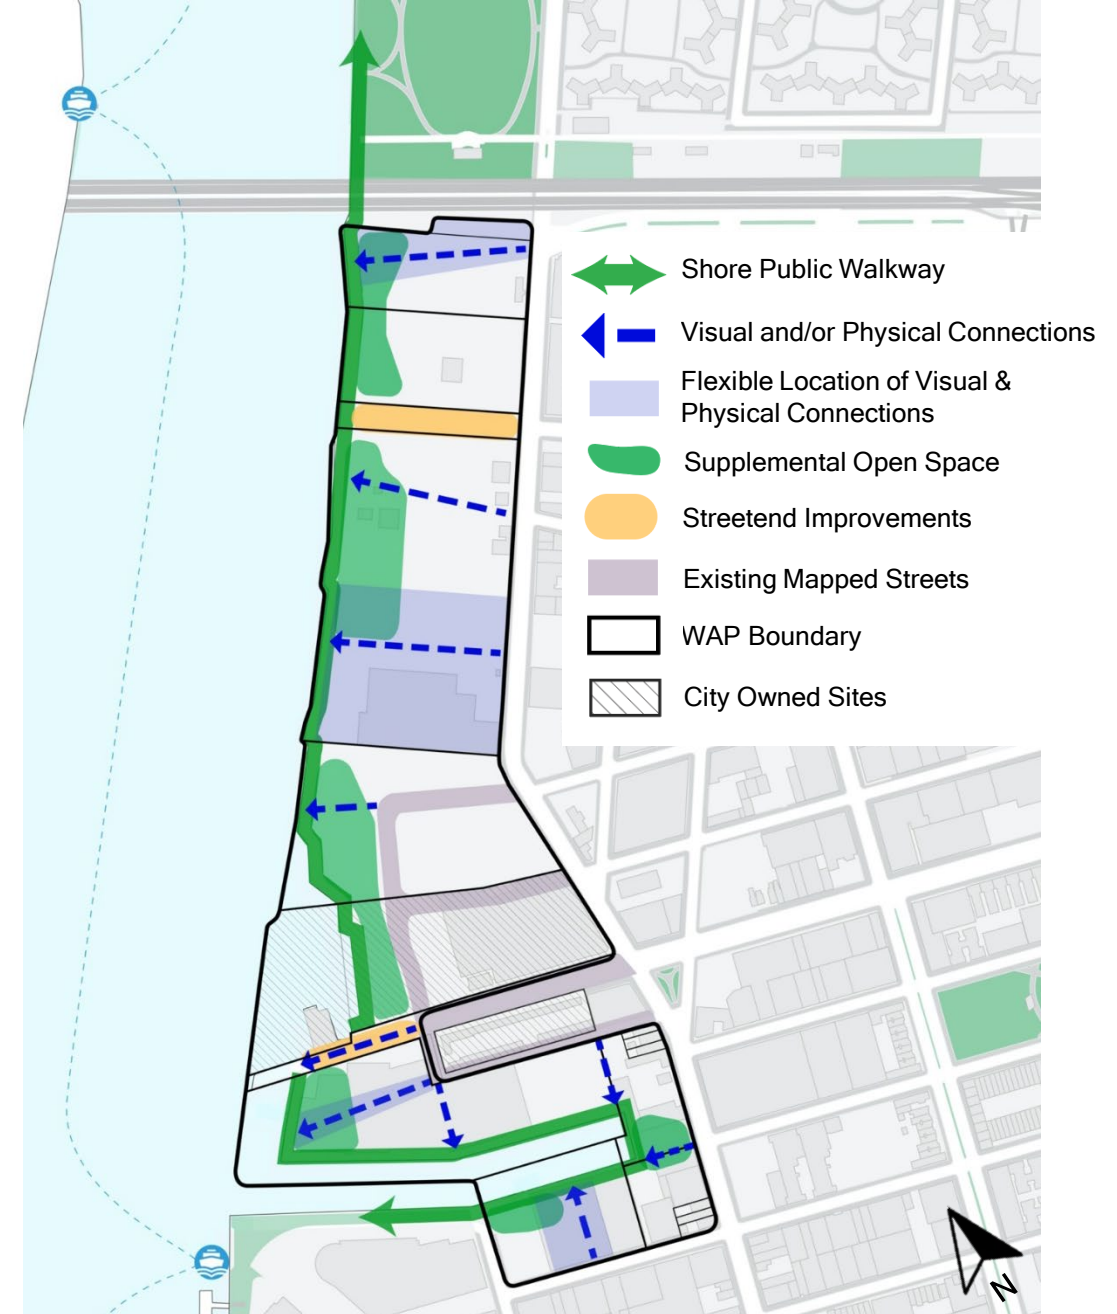 Shore Public Walkway
Visual and/or Physical Connections
Flexible Location of Visual &
Physical Connections
Supplemental Open Space
Streetend Improvements
Existing Mapped Streets
WAP Boundary
City Owned Sites
N